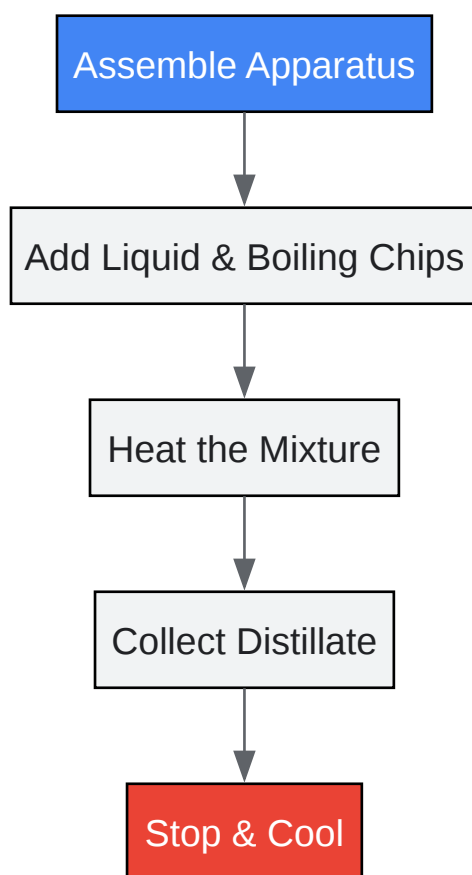 Assemble Apparatus
Add Liquid & Boiling Chips
Heat the Mixture
Collect Distillate
Stop & Cool